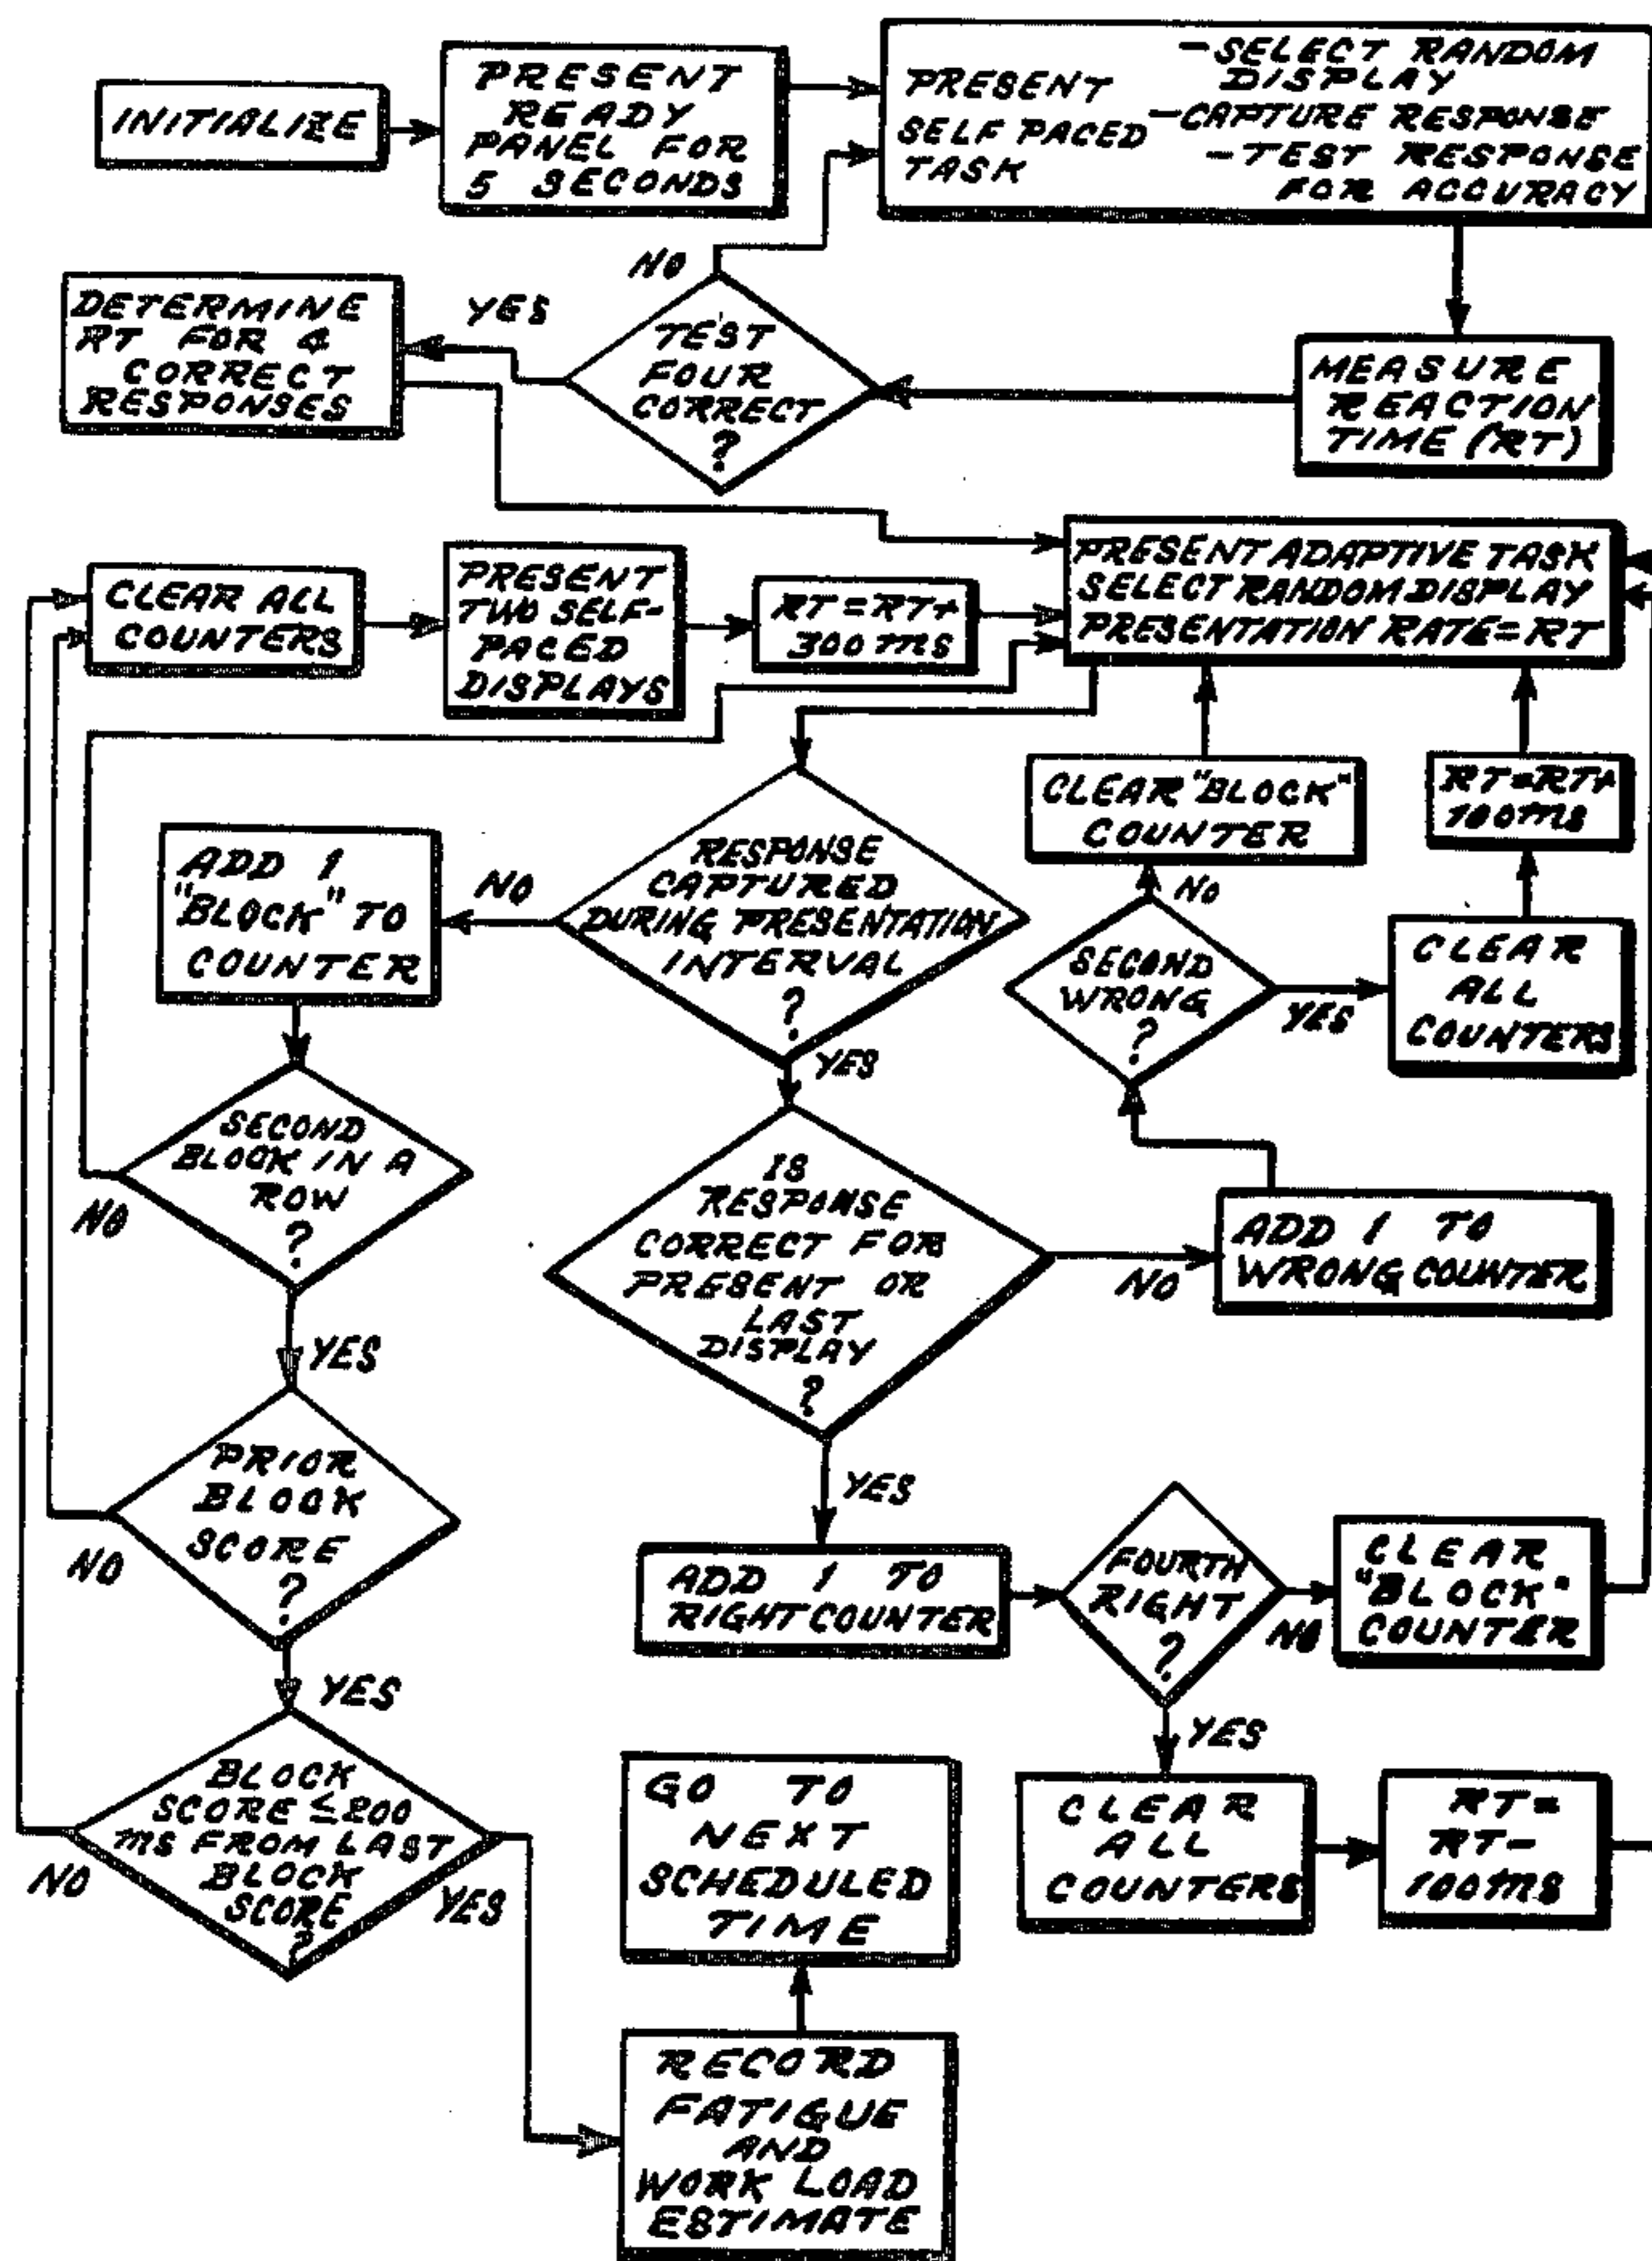 INITIALIZE
PRESENT
READY
PANEL FOR
5 SECONDS
PRESENT
SELF PACED
TASK
-SELECT RANDOM
DISPLAY
-CAPTURE RESPONSE
-TEST RESPONSE
FOR ACCURACY
MEASURE
REACTION
TIME (RT)
NO
TEST
FOUR
CORRECT
?
YES
DETERMINE
RT FOR 4
CORRECT
RESPONSES
CLEAR ALL
COUNTERS
PRESENT
TWO SELF-
PACED
DISPLAYS
RT=RT+
300 MS
PRESENT ADAPTIVE TASK
SELECT RANDOM DISPLAY
PRESENTATION RATE=RT
CLEAR "BLOCK"
COUNTER
RT=RT+
100MS
ADD 1
"BLOCK" TO
COUNTER
NO
RESPONSE
CAPTURED
DURING PRESENTATION
INTERVAL
?
YES
NO
SECOND
WRONG
?
YES
CLEAR
ALL
COUNTERS
SECOND
BLOCK IN A
ROW
?
NO
YES
IS
RESPONSE
CORRECT FOR
PRESENT OR
LAST
DISPLAY
?
NO
ADD 1 TO
WRONG COUNTER
YES
PRIOR
BLOCK
SCORE
?
NO
YES
ADD 1 TO
RIGHT COUNTER
FOURTH
RIGHT
?
NO
CLEAR
"BLOCK"
COUNTER
YES
BLOCK
SCORE ≤200
MS FROM LAST
BLOCK
SCORE
?
NO
YES
GO TO
NEXT
SCHEDULED
TIME
CLEAR
ALL
COUNTERS
RT=
RT-
100MS
RECORD
FATIGUE
AND
WORK LOAD
ESTIMATE